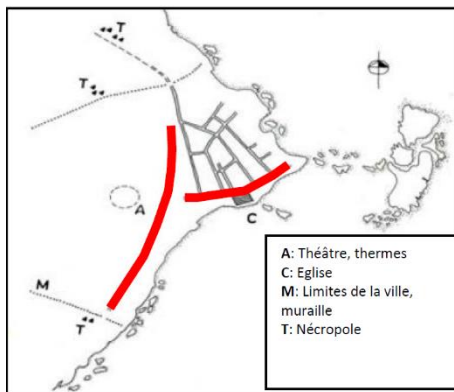 T
T
A
C
M
T
A: Théâtre, thermes
C: Eglise
M: Limites de la ville,
muraille
T: Nécropole